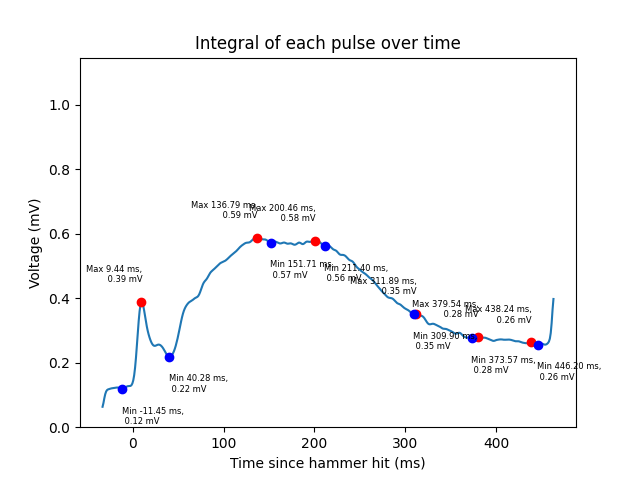 Integral of each pulse over time
Voltage (mV)
1.0
0.8
0.6
0.4
0.2
0.0
Max 136.79 ms,
0.59 mV
Max 200.46 ms,
0.58 mV
Max 9.44 ms,
0.39 mV
Min 151.71 ms,
0.57 mV
Min 211.40 ms,
0.56 mV
Max 311.89 ms,
0.35 mV
Max 379.54 ms,
0.28 mV
Max 438.24 ms,
0.26 mV
Min 309.90 ms,
0.35 mV
Min 373.57 ms,
0.28 mV
Min 446.20 ms,
0.26 mV
Min 40.28 ms,
0.22 mV
Min -11.45 ms,
0.12 mV
0
100
200
300
400
Time since hammer hit (ms)